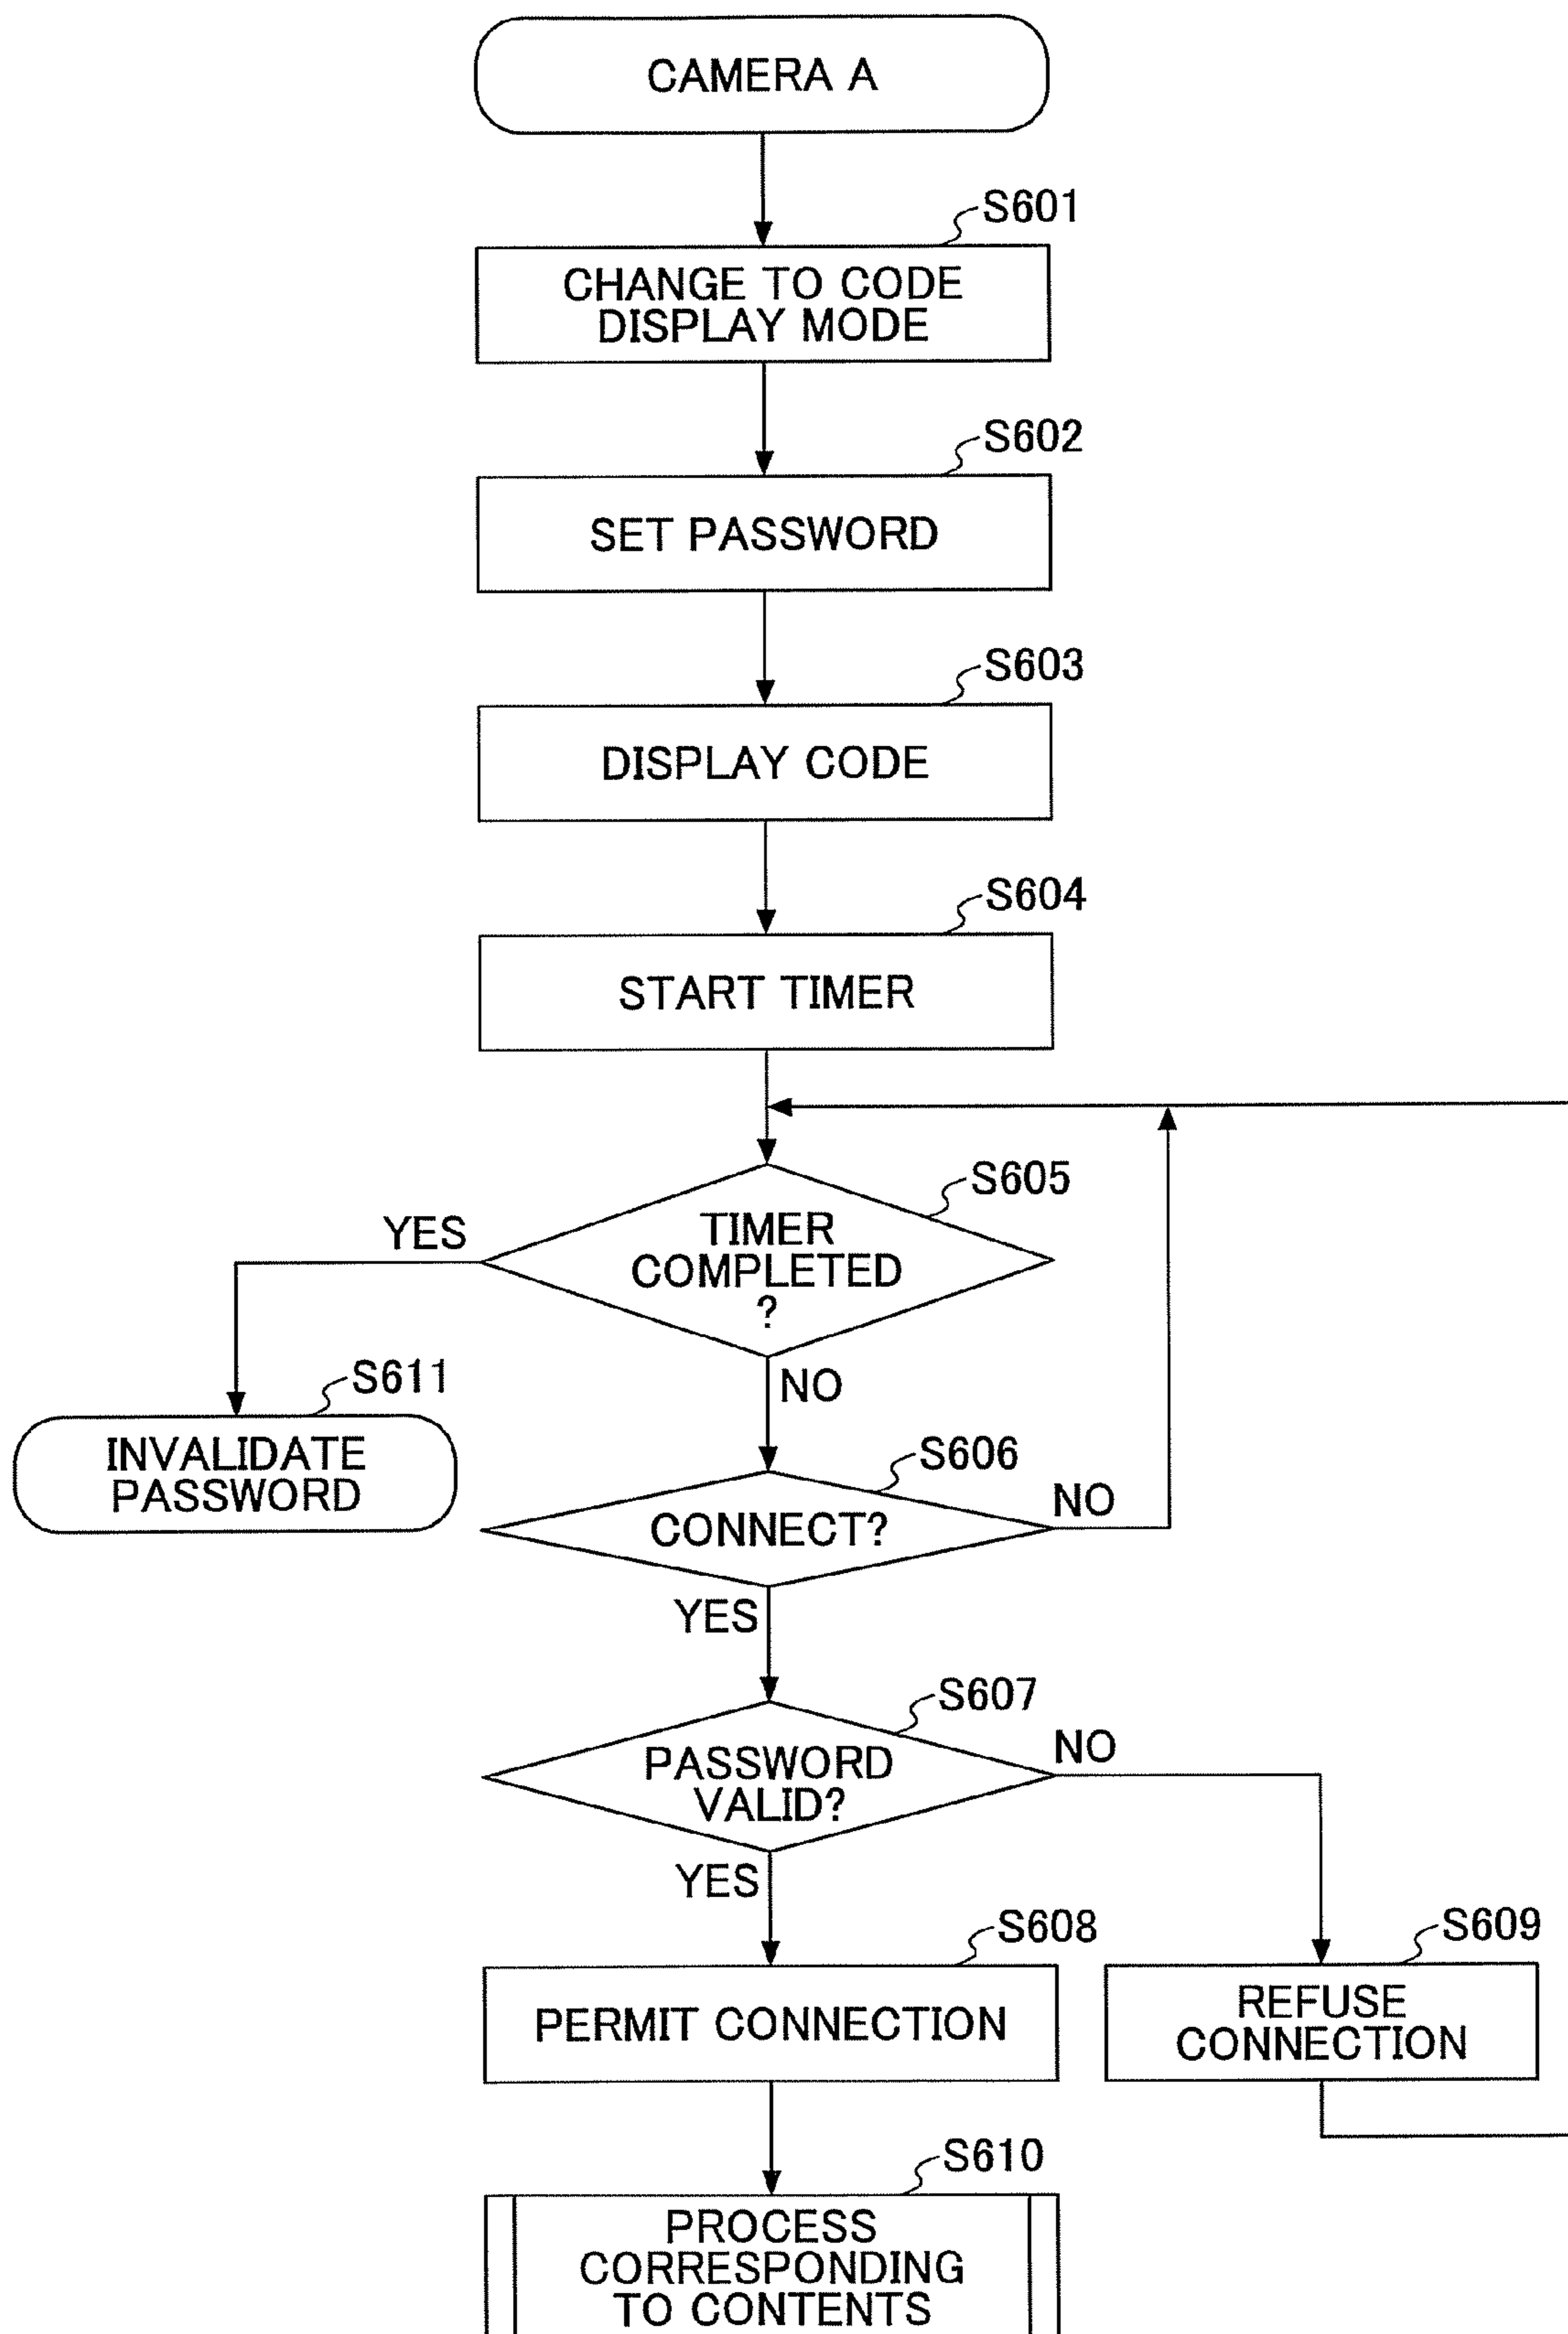 CAMERA A
S601
CHANGE TO CODE
DISPLAY MODE
S602
SET PASSWORD
S603
DISPLAY CODE
S604
START TIMER
S605
YES
TIMER
COMPLETED
?
NO
S611
INVALIDATE
PASSWORD
S606
CONNECT?
NO
YES
S607
PASSWORD
VALID?
NO
YES
S608
PERMIT CONNECTION
S609
REFUSE
CONNECTION
S610
PROCESS
CORRESPONDING
TO CONTENTS